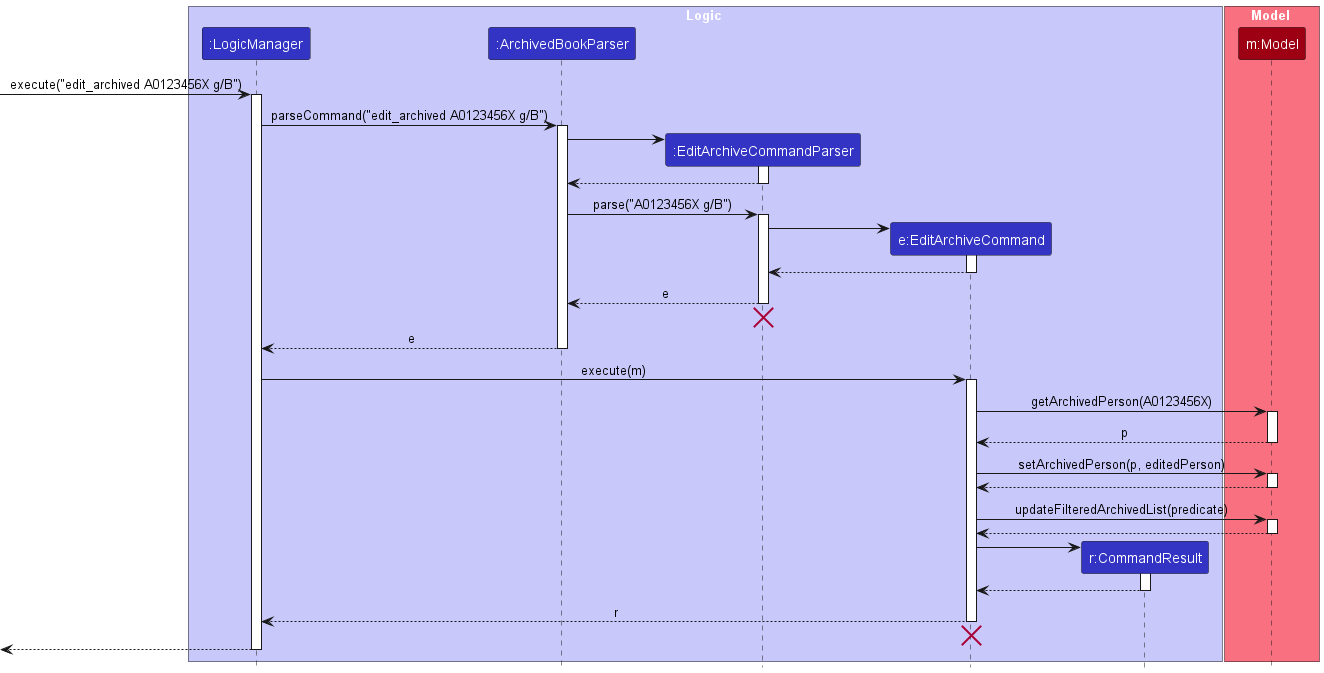 Logic
Model
:LogicManager
:ArchivedBookParser
m:Model
execute("edit_archived A0123456X g/B")
parseCommand("edit_archived A0123456X g/B")
:EditArchiveCommandParser
parse("A0123456X g/B")
e:EditArchiveCommand
e
e
execute(m)
getArchivedPerson(A0123456X)
p
setArchivedPerson(p, editedPerson)
updateFilteredArchivedList(predicate)
r:CommandResult
r